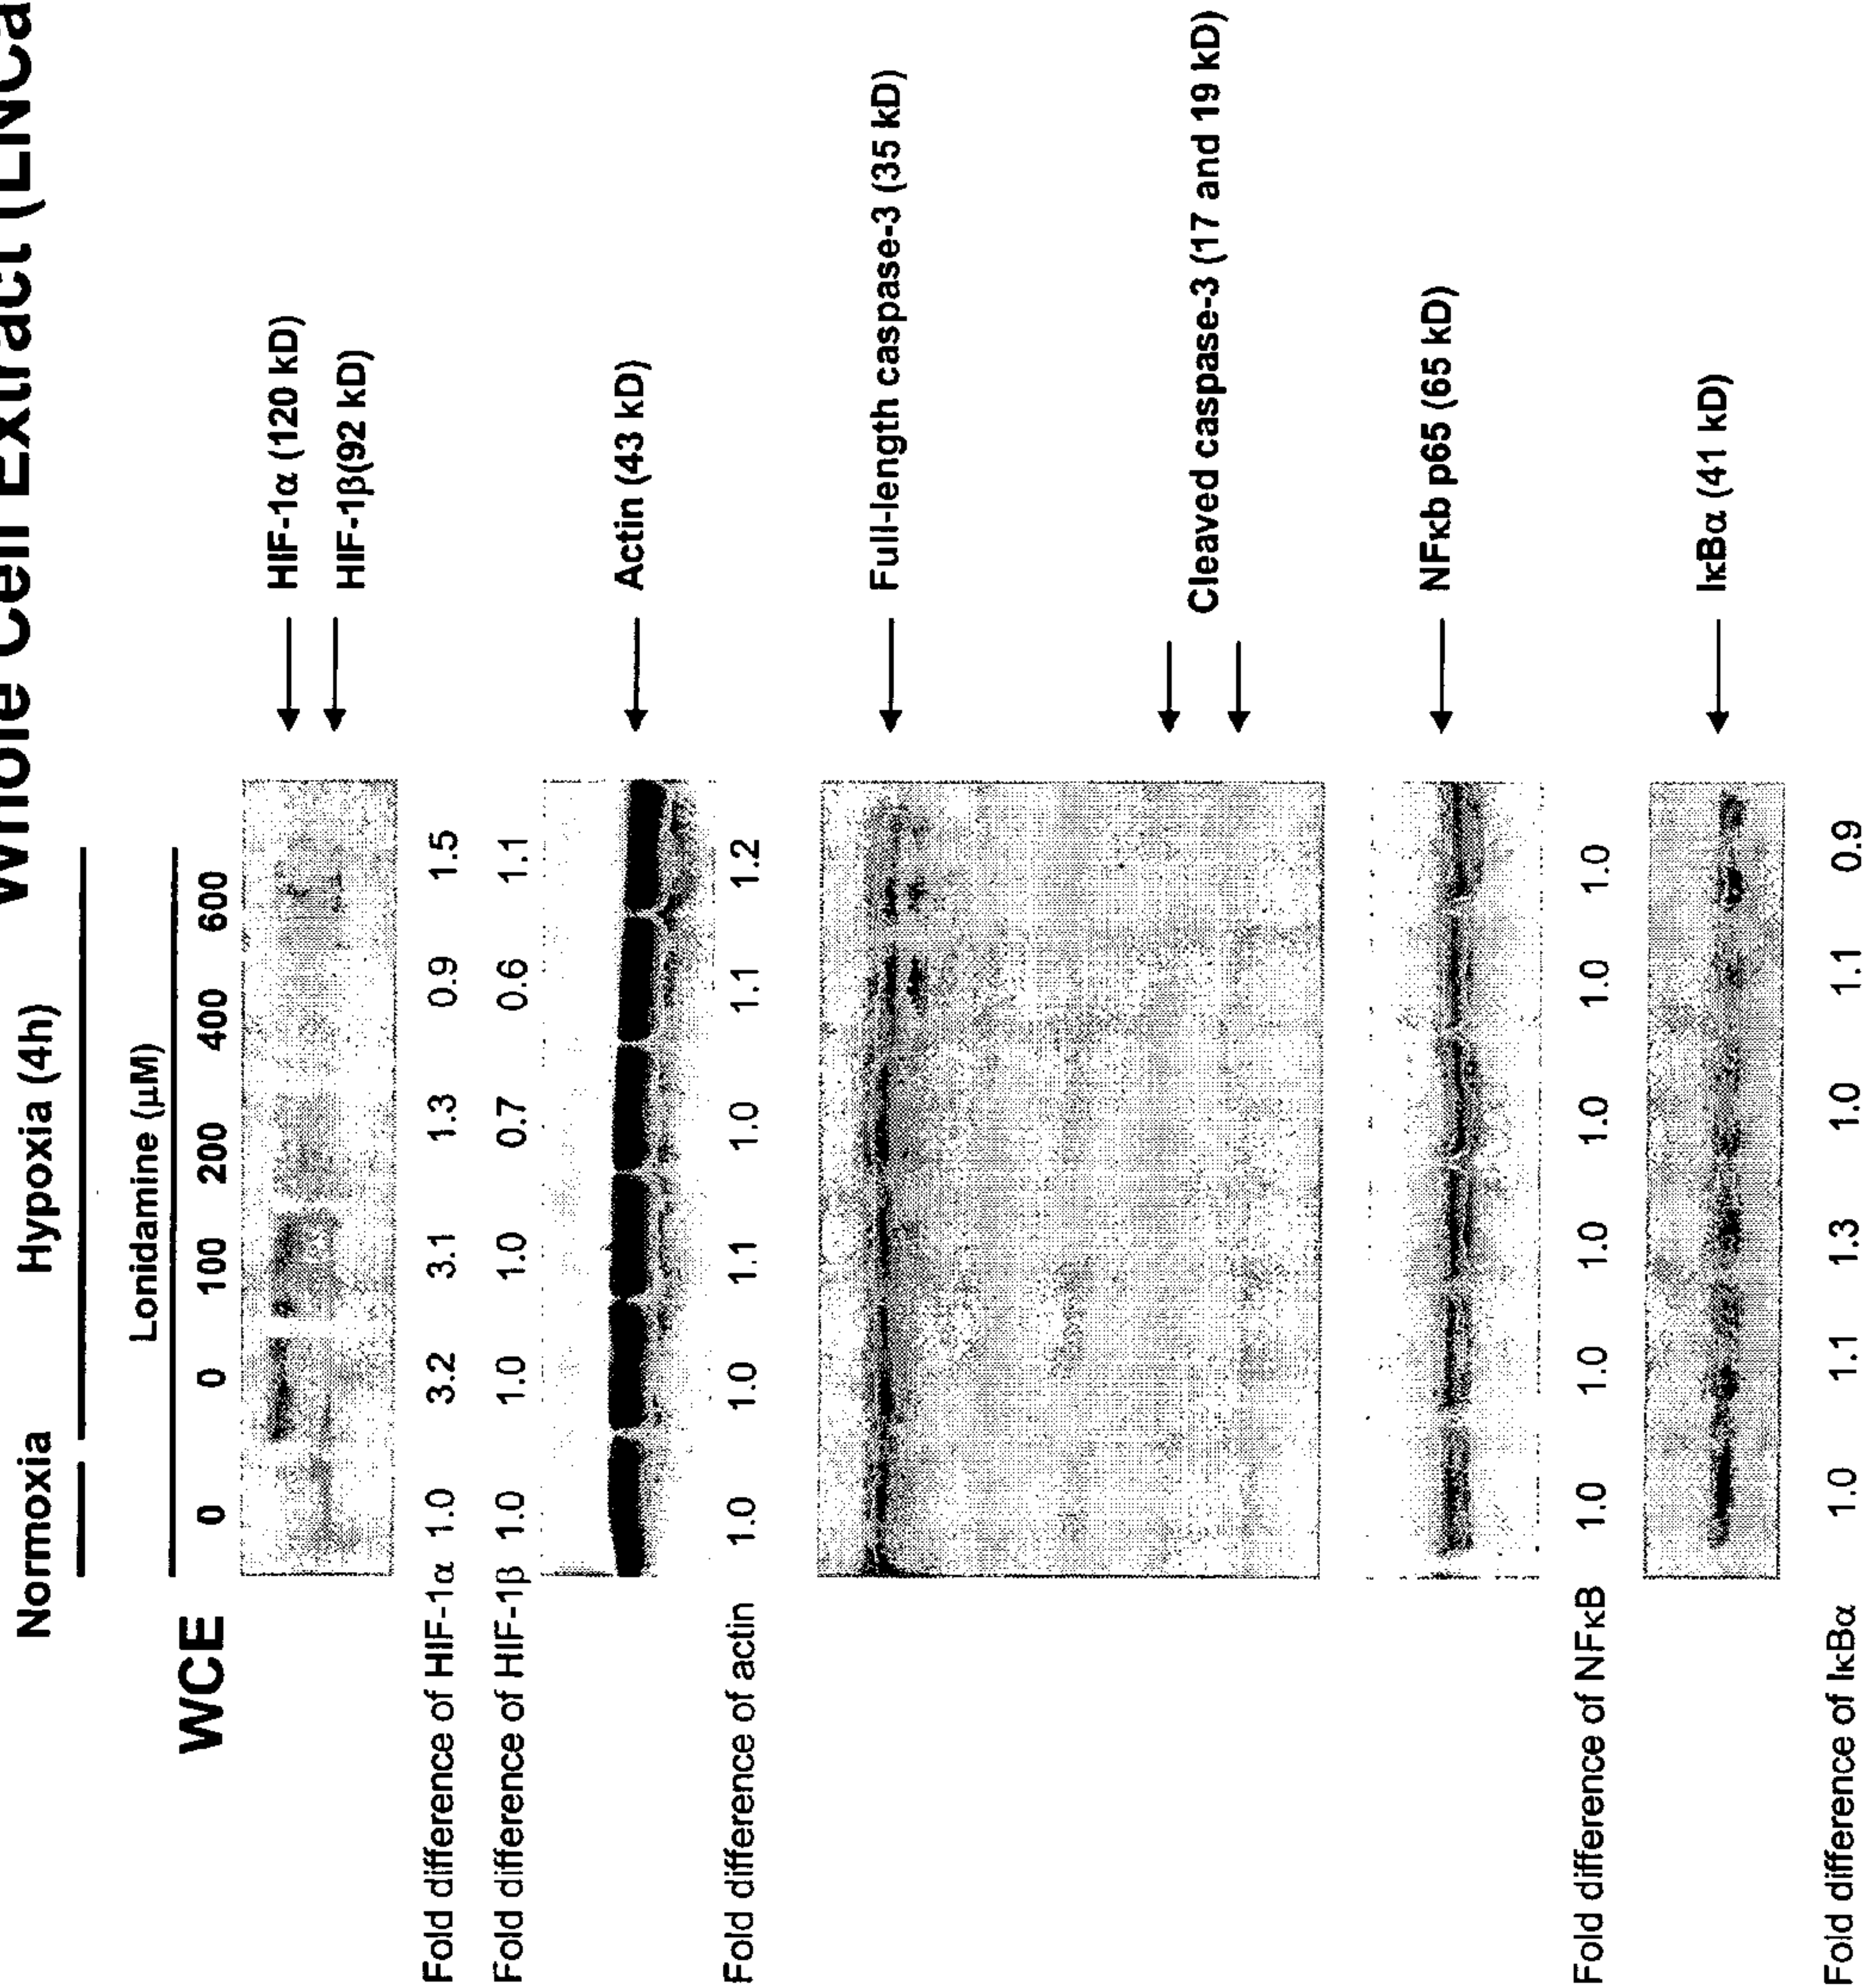 Whole Cell Extract (LNCa
Normoxia Hypoxia (4h)
Lonidamine (µM)
WCE 0 0 100 200 400 600
HIF-1α (120 kD)
HIF-1β(92 kD)
Fold difference of HIF-1α 1.0 3.2 3.1 1.3 0.9 1.5
Fold difference of HIF-1β 1.0 1.0 1.0 0.7 0.6 1.1
Actin (43 kD)
Fold difference of actin 1.0 1.0 1.1 1.0 1.1 1.2
Full-length caspase-3 (35 kD)
Cleaved caspase-3 (17 and 19 kD)
NFκb p65 (65 kD)
Fold difference of NFκB 1.0 1.0 1.0 1.0 1.0 1.0
IκBα (41 kD)
Fold difference of IκBα 1.0 1.1 1.3 1.0 1.1 0.9